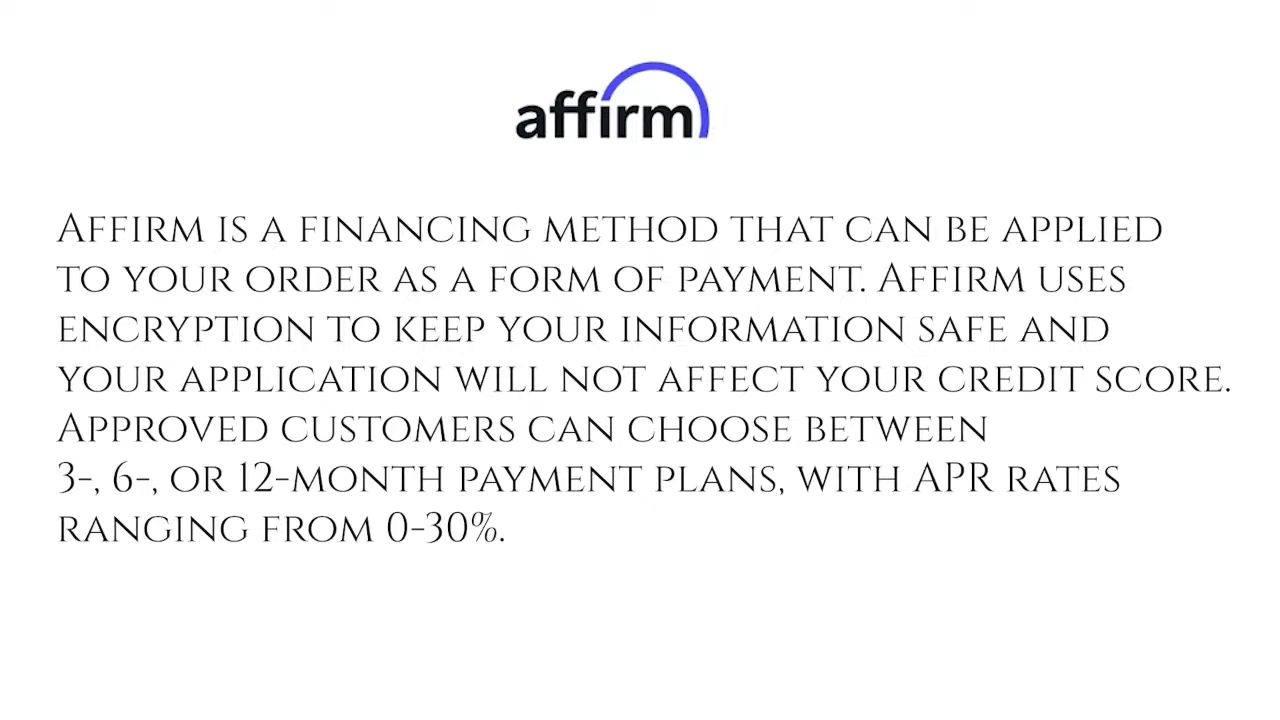 affirm
Affirm is a financing method that can be applied
to your order as a form of payment. Affirm uses
encryption to keep your information safe and
your application will not affect your credit score.
Approved customers can choose between
3-, 6-, or 12-month payment plans, with APR rates
ranging from 0-30%.